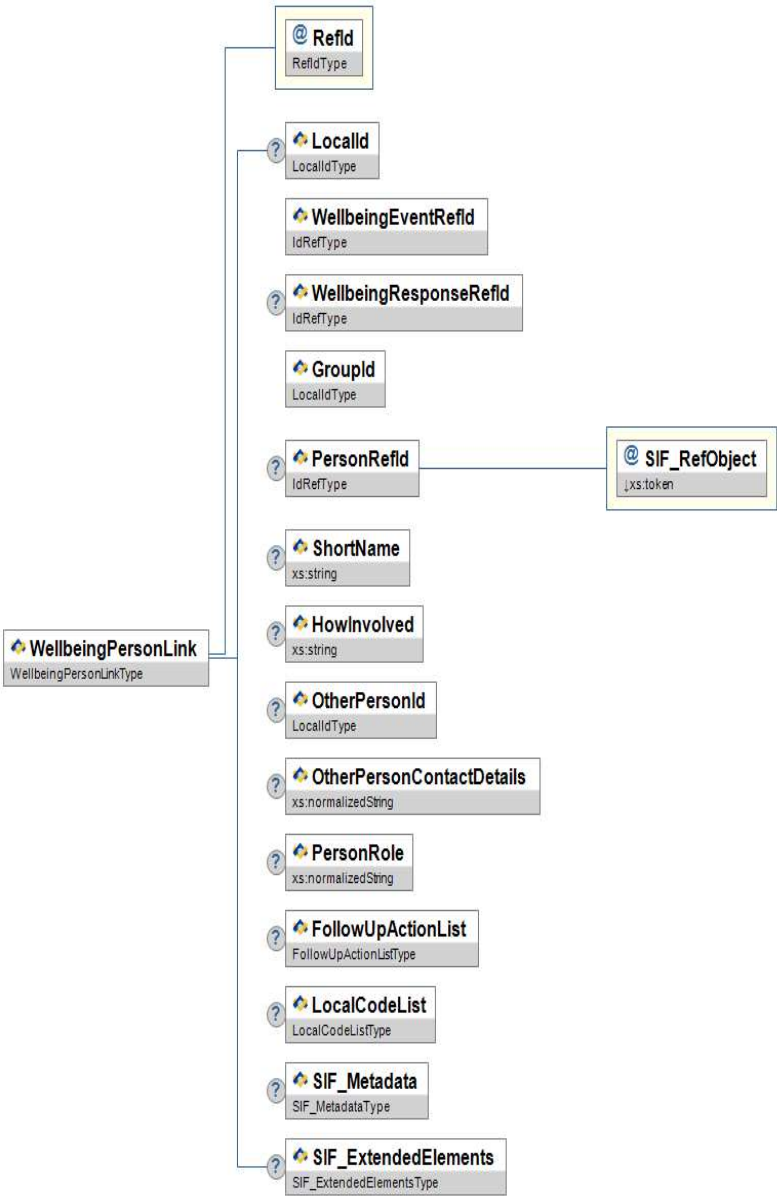 @ RefId
RefIdType
? LocalId
LocalIdType
WellbeingEventRefId
IdRefType
? WellbeingResponseRefId
IdRefType
GroupId
LocalIdType
? PersonRefId
IdRefType
@ SIF_RefObject
↓xs:token
? ShortName
xs:string
? HowInvolved
xs:string
WellbeingPersonLink
WellbeingPersonLinkType
? OtherPersonId
LocalIdType
? OtherPersonContactDetails
xs:normalizedString
? PersonRole
xs:normalizedString
? FollowUpActionList
FollowUpActionListType
? LocalCodeList
LocalCodeListType
? SIF_Metadata
SIF_MetadataType
? SIF_ExtendedElements
SIF_ExtendedElementsType